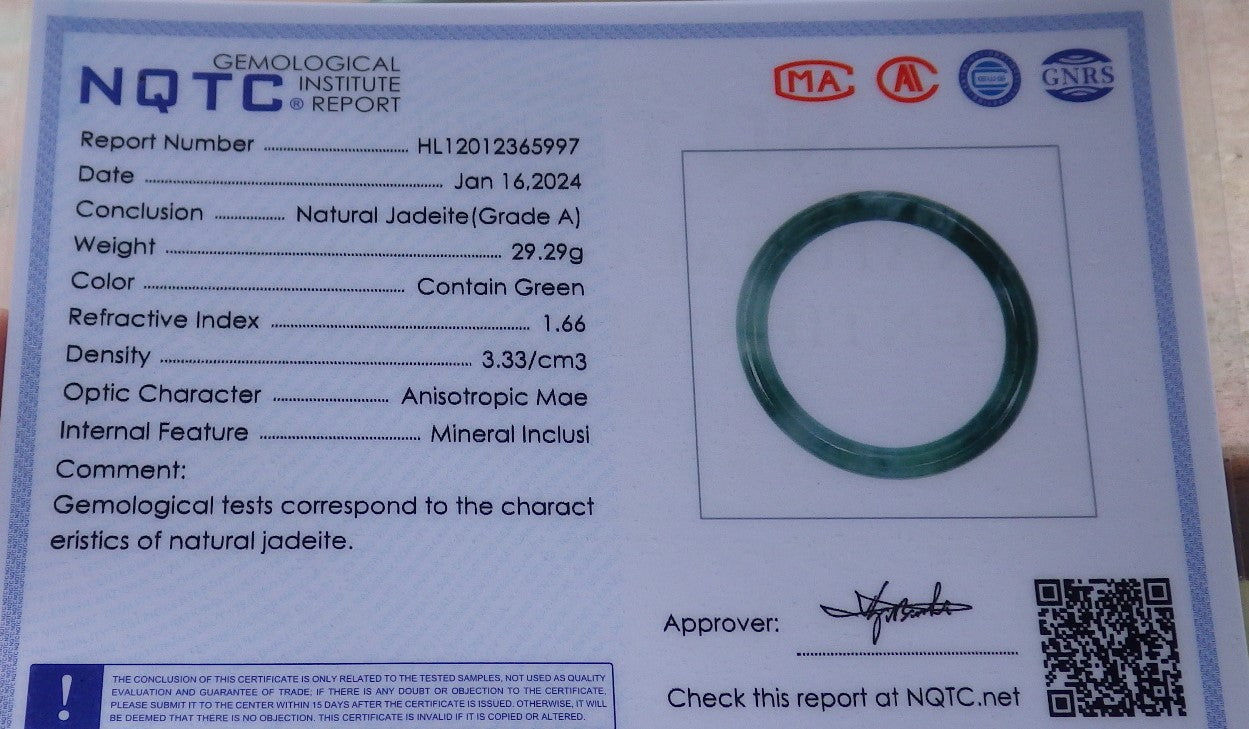 NQTC® GEMOLOGICAL
INSTITUTE
REPORT
MA
GNRS
Report Number HL12012365997
Date Jan 16,2024
Conclusion Natural Jadeite(Grade A)
Weight 29.29g
Color Contain Green
Refractive Index 1.66
Density 3.33/cm3
Optic Character Anisotropic Mae
Internal Feature Mineral Inclusi
Comment:
Gemological tests correspond to the charact
eristics of natural jadeite.
Approver:
Check this report at NQTC.net
! THE CONCLUSION OF THIS CERTIFICATE IS ONLY RELATED TO THE TESTED SAMPLES, NOT USED AS QUALITY
EVALUATION AND GUARANTEE OF TRADE; IF THERE IS ANY DOUBT OR OBJECTION TO THE CERTIFICATE,
PLEASE SUBMIT IT TO THE CENTER WITHIN 15 DAYS AFTER THE CERTIFICATE IS ISSUED. OTHERWISE, IT WILL
BE DEEMED THAT THERE IS NO OBJECTION. THIS CERTIFICATE IS INVALID IF IT IS COPIED OR ALTERED.